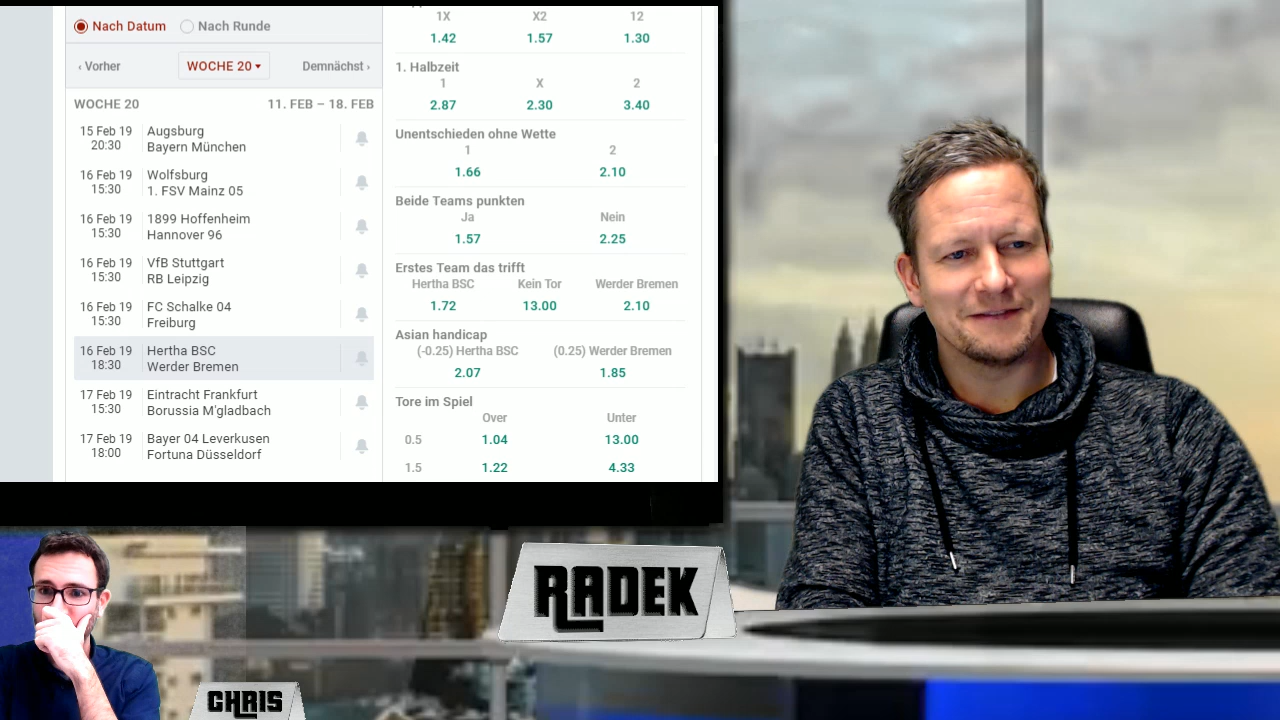 Nach Datum
Nach Runde
‹ Vorher
WOCHE 20
Demnächst ›
WOCHE 20
11. FEB – 18. FEB
15 Feb 19
20:30
Augsburg
Bayern München
16 Feb 19
15:30
Wolfsburg
1. FSV Mainz 05
16 Feb 19
15:30
1899 Hoffenheim
Hannover 96
16 Feb 19
15:30
VfB Stuttgart
RB Leipzig
16 Feb 19
15:30
FC Schalke 04
Freiburg
16 Feb 19
18:30
Hertha BSC
Werder Bremen
17 Feb 19
15:30
Eintracht Frankfurt
Borussia M'gladbach
17 Feb 19
18:00
Bayer 04 Leverkusen
Fortuna Düsseldorf
1X X2 12
1.42 1.57 1.30
1. Halbzeit
1 X 2
2.87 2.30 3.40
Unentschieden ohne Wette
1 2
1.66 2.10
Beide Teams punkten
Ja Nein
1.57 2.25
Erstes Team das trifft
Hertha BSC Kein Tor Werder Bremen
1.72 13.00 2.10
Asian handicap
(-0.25) Hertha BSC (0.25) Werder Bremen
2.07 1.85
Tore im Spiel
Over Unter
0.5 1.04 13.00
1.5 1.22 4.33
RADEK
CHRIS